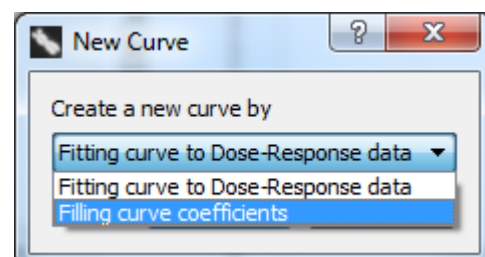 New Curve
Create a new curve by
Fitting curve to Dose-Response data
Fitting curve to Dose-Response data
Filling curve coefficients